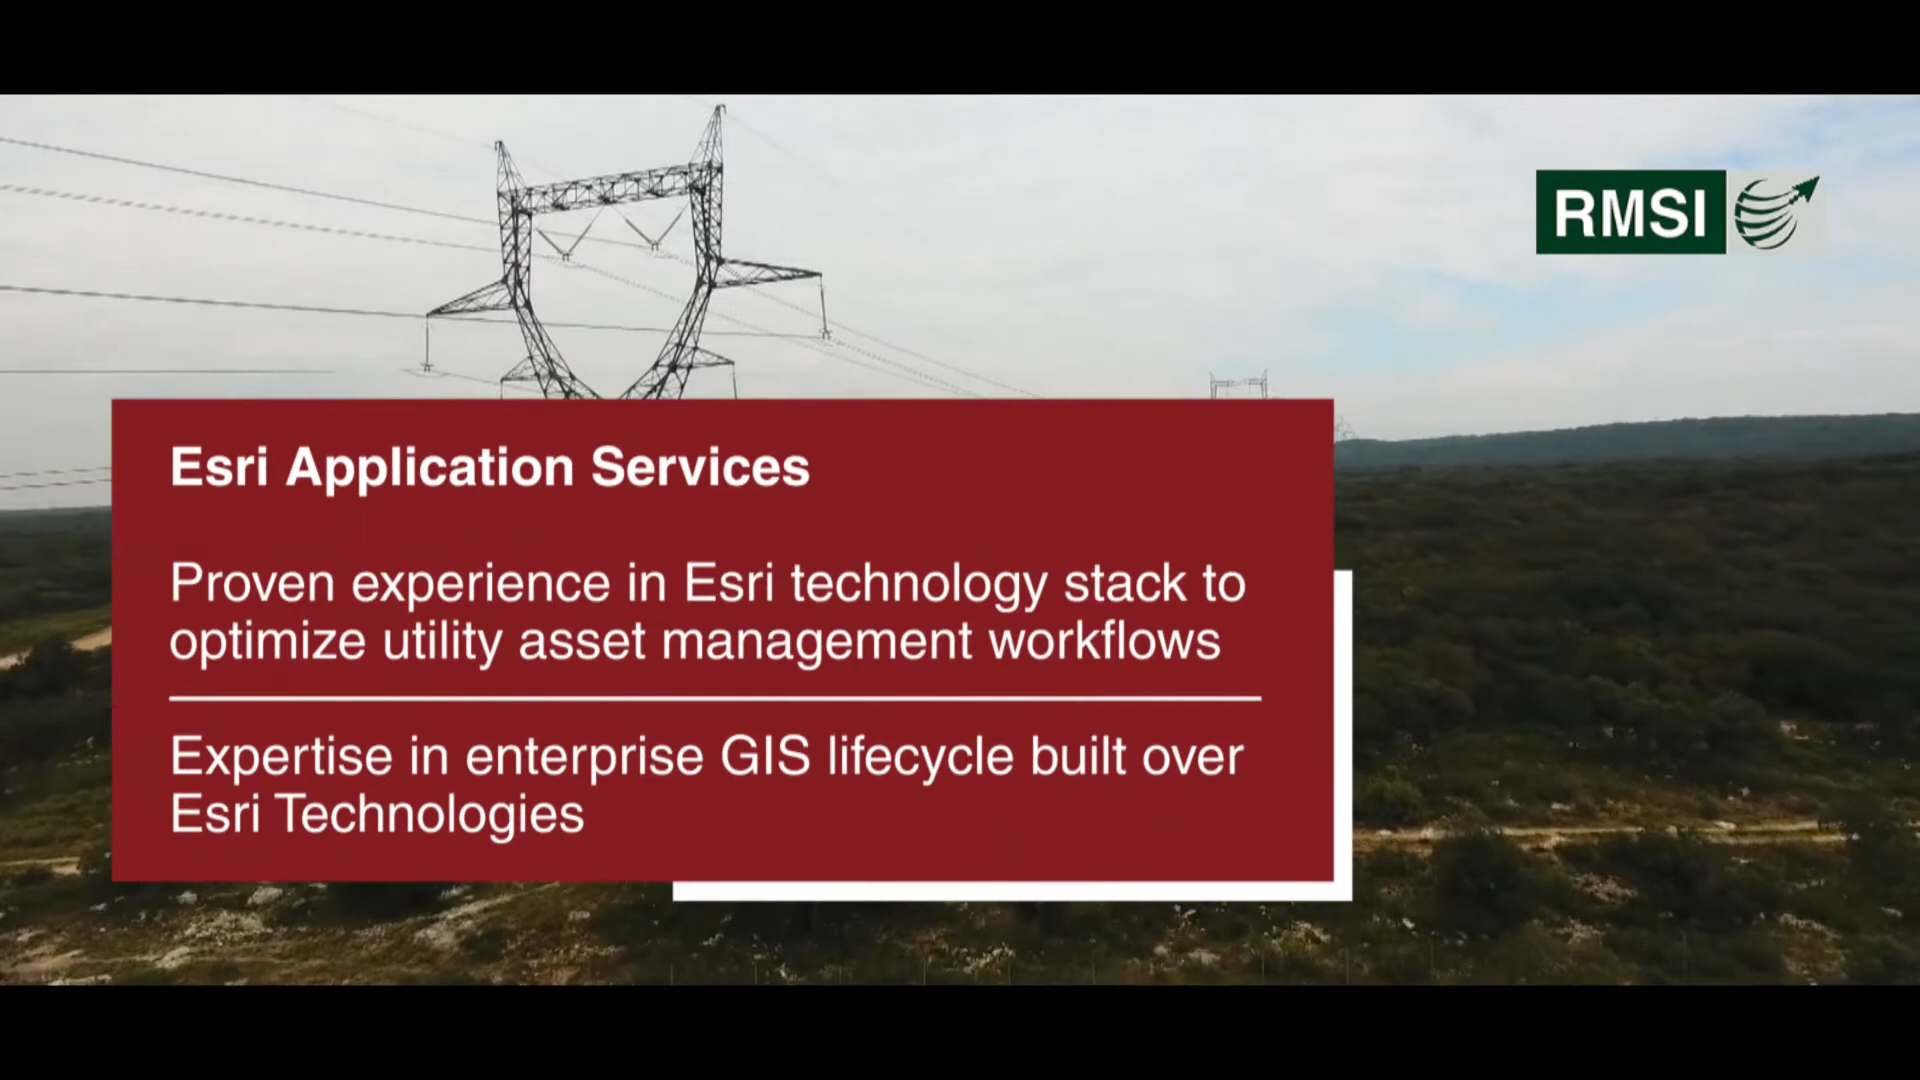 RMSI
Esri Application Services
Proven experience in Esri technology stack to
optimize utility asset management workflows
Expertise in enterprise GIS lifecycle built over
Esri Technologies